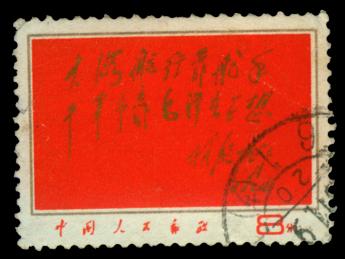 大海航行靠舵手
干革命靠毛泽东思想
林彪
中国人民邮政 8分